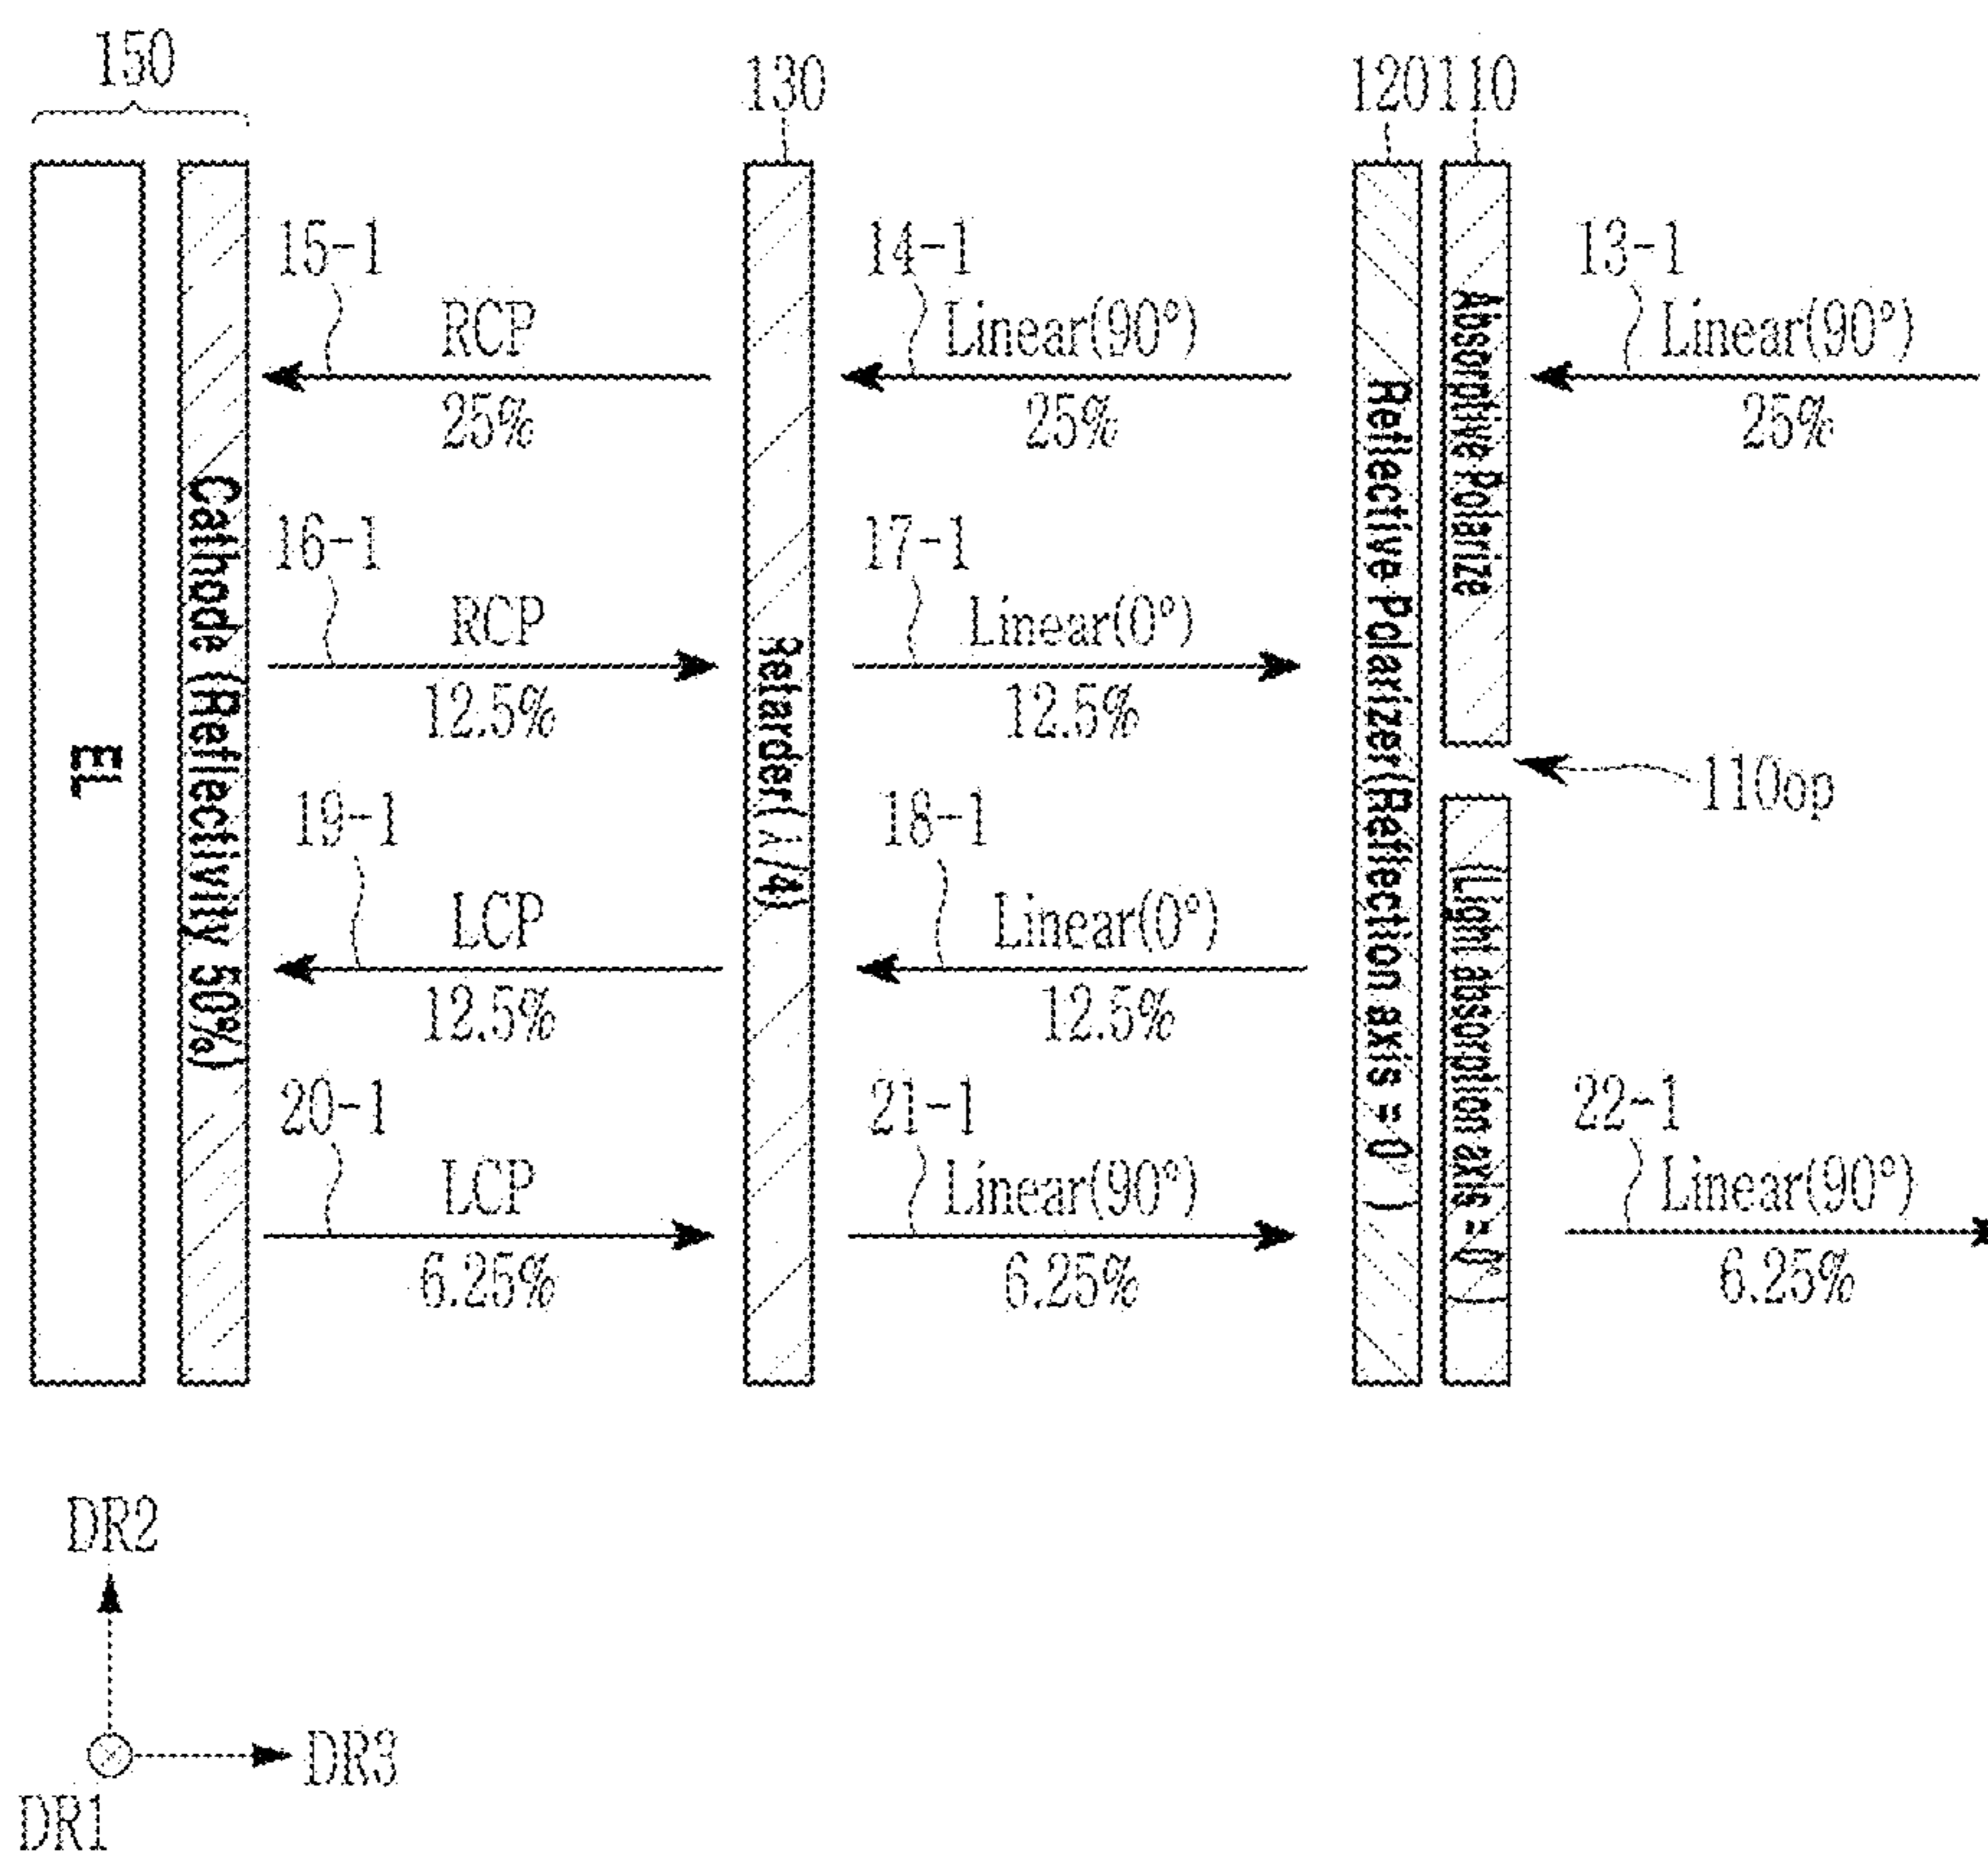 150
130
120
110
15-1
14-1
13-1
RCP
Linear(90°)
Linear(90°)
25%
25%
25%
16-1
17-1
RCP
Linear(0°)
12.5%
12.5%
110op
19-1
18-1
LCP
Linear(0°)
12.5%
12.5%
20-1
21-1
22-1
LCP
Linear(90°)
Linear(90°)
6.25%
6.25%
6.25%
EL
Cathode (Reflectivity 50%)
Retarder(λ/4)
Reflective Polarizer(Reflection axis = 0 )
Absorptive Polarize
(Light absorption axis = 0 )
DR2
DR3
DR1